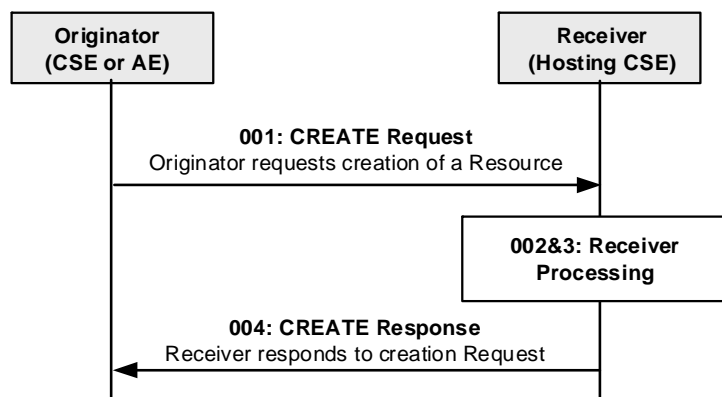 Originator
(CSE or AE)
Receiver
(Hosting CSE)
001: CREATE Request
Originator requests creation of a Resource
002&3: Receiver
Processing
004: CREATE Response
Receiver responds to creation Request